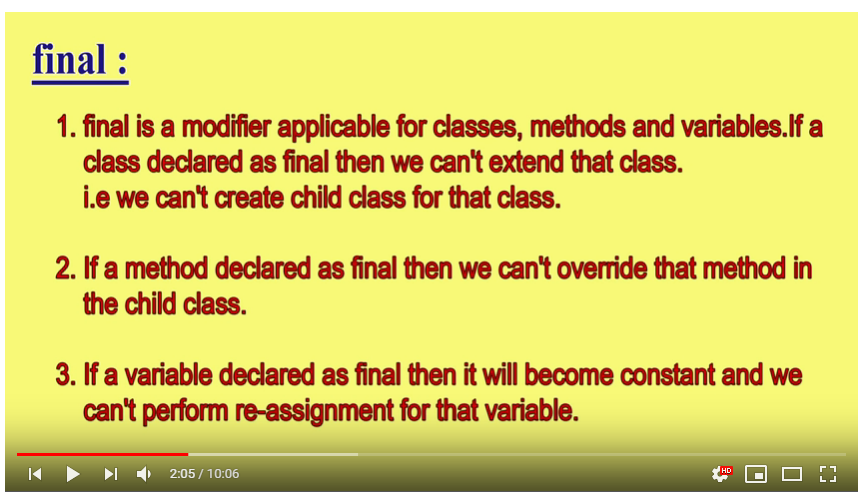 final :
1. final is a modifier applicable for classes, methods and variables.If a
class declared as final then we can't extend that class.
i.e we can't create child class for that class.
2. If a method declared as final then we can't override that method in
the child class.
3. If a variable declared as final then it will become constant and we
can't perform re-assignment for that variable.
2:05 / 10:06
HD